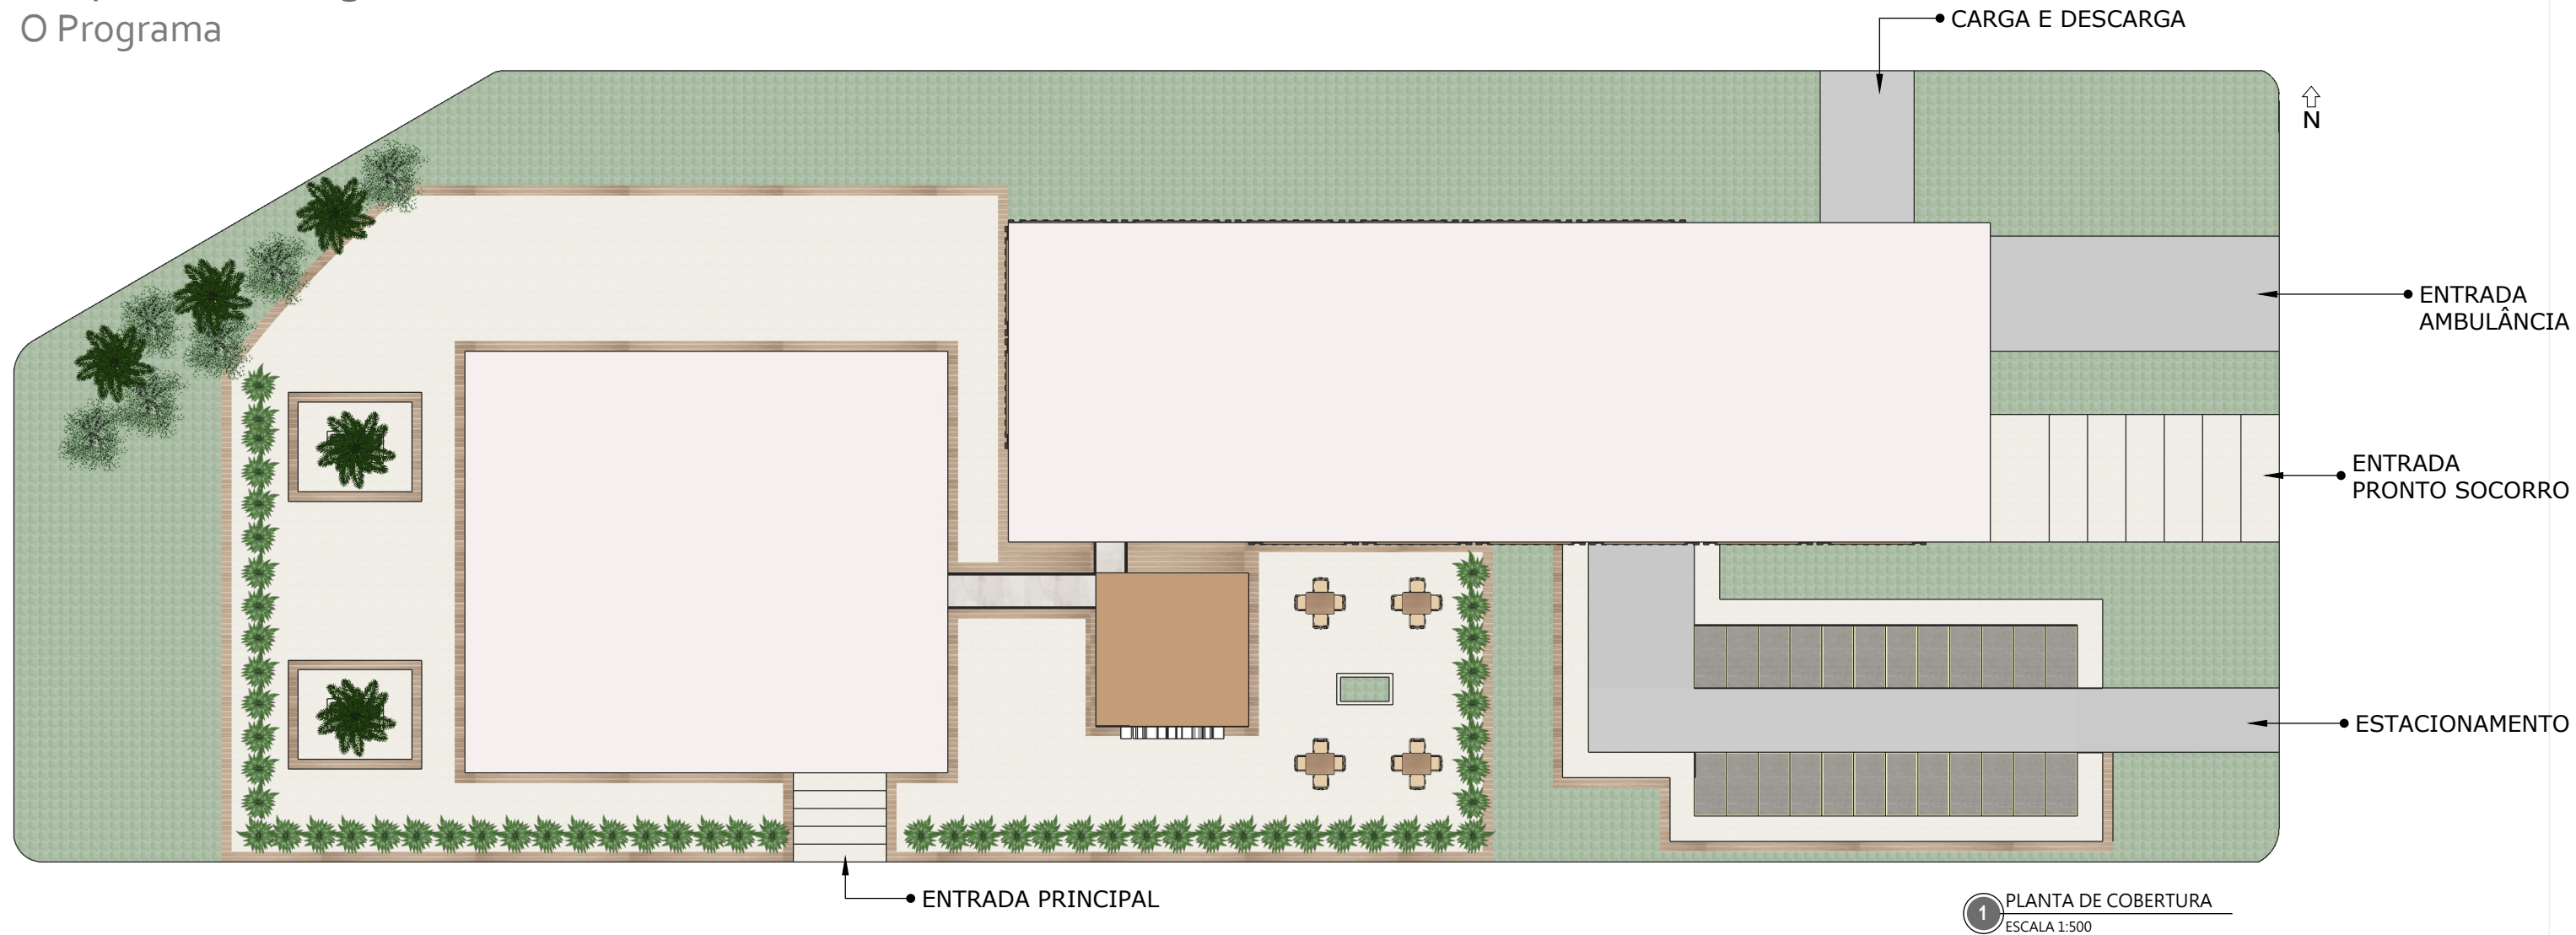 O Programa
CARGA E DESCARGA
N
ENTRADA
AMBULÂNCIA
ENTRADA
PRONTO SOCORRO
ESTACIONAMENTO
ENTRADA PRINCIPAL
1
PLANTA DE COBERTURA
ESCALA 1:500